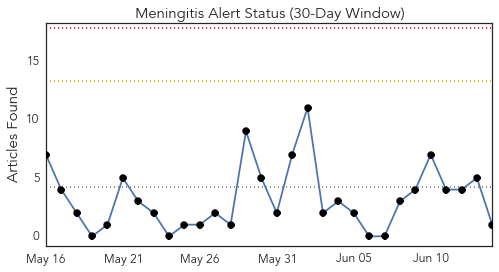 Meningitis Alert Status (30-Day Window)
Articles Found
15
10
5
0
May 16 May 21 May 26 May 31 Jun 05 Jun 10